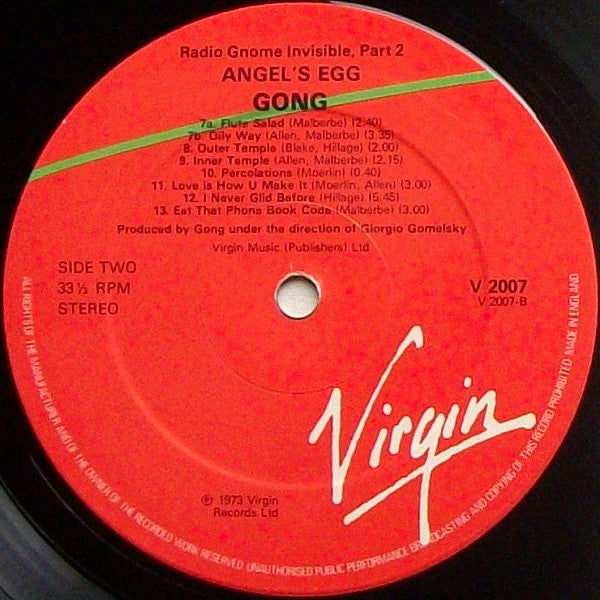 Radio Gnome Invisible, Part 2
ANGEL'S EGG
GONG
7a. Flute Salad (Malherbe) (2.40)
7b. Oily Way (Allen, Malherbe) (3.35).
8. Outer Temple (Blake, Hillage) (2.00)
9. Inner Temple (Allen, Malherbe) (2.15)
10. Percolations (Moerlin) (0.40)
11. Love is How U Make It (Moerlin, Allen) (3.00)
12. I Never Glid Before (Hillage) (5.45)
13. Eat That Phone Book Coda (Malherbe) (3.00)
Produced by Gong under the direction of Giorgio Gomelsky
Virgin Music (Publishers) Ltd
SIDE TWO
33⅓ RPM
STEREO
V 2007
V 2007-B
Virgin
℗ 1973 Virgin
Records Ltd
ALL RIGHTS OF THE MANUFACTURER AND OF THE OWNER OF THE RECORDED WORK RESERVED. UNAUTHORISED PUBLIC PERFORMANCE BROADCASTING AND COPYING OF THIS RECORD PROHIBITED. MADE IN ENGLAND